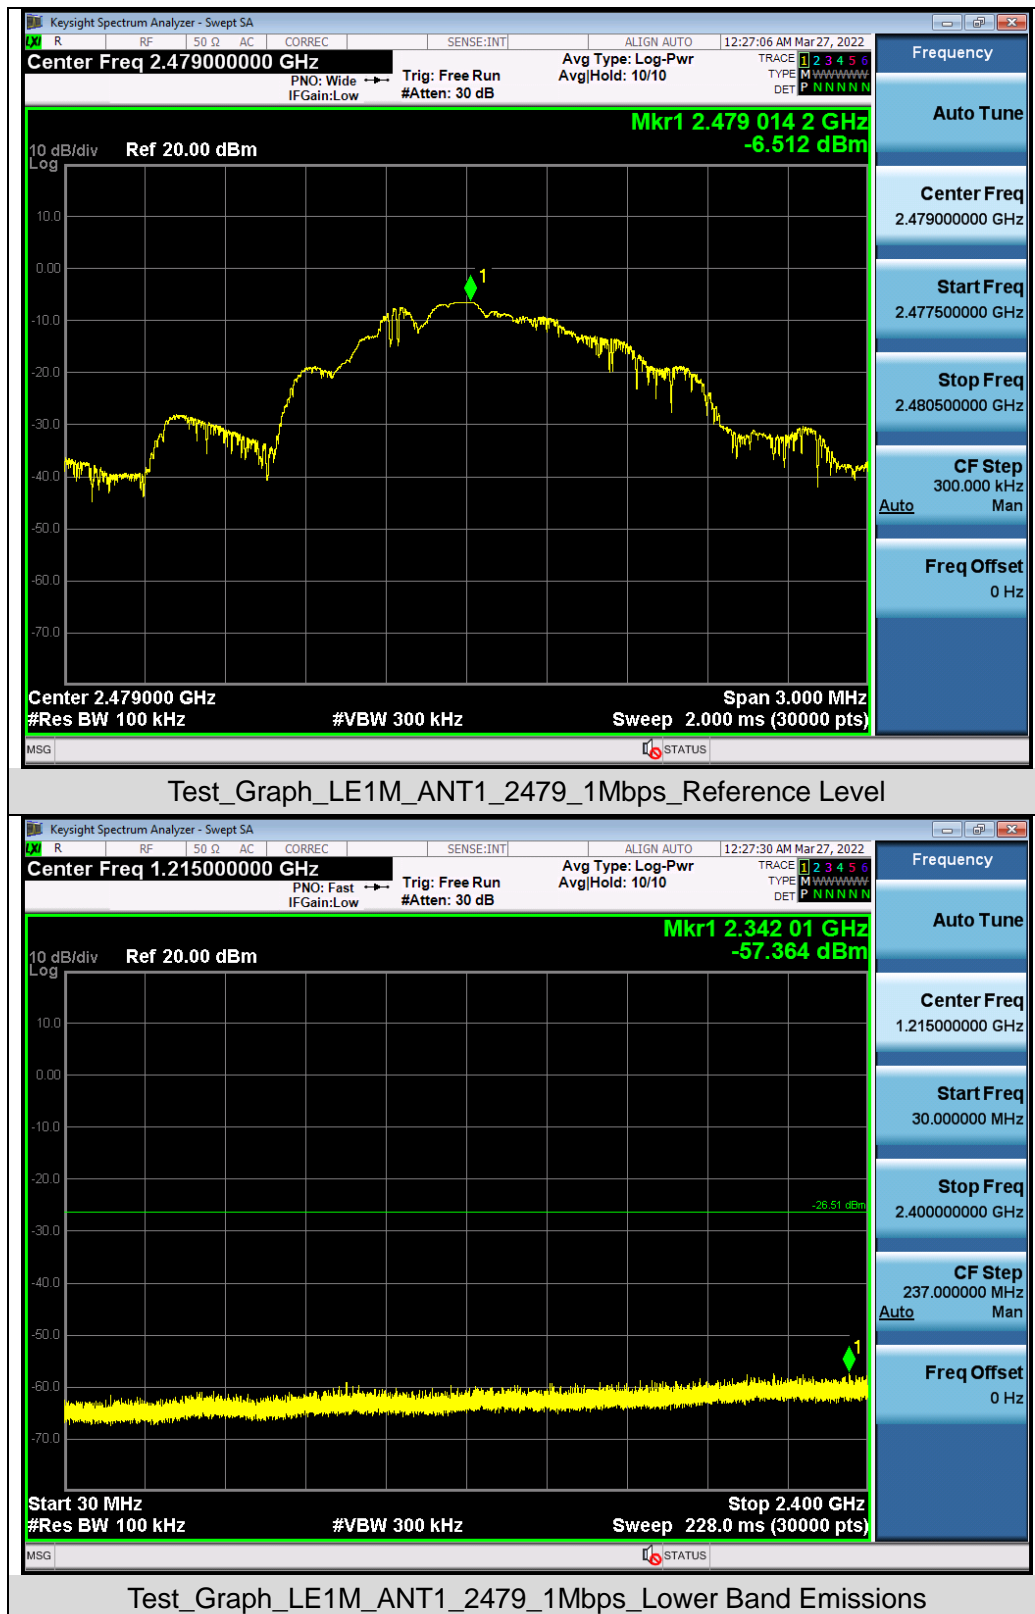 Keysight Spectrum Analyzer - Swept SA
LXI R RF 50 Ω AC CORREC SENSE:INT ALIGN AUTO 12:27:06 AM Mar 27, 2022
Center Freq 2.479000000 GHz
PNO: Wide
IFGain:Low
Trig: Free Run
#Atten: 30 dB
Avg Type: Log-Pwr
Avg|Hold: 10/10
TRACE 1 2 3 4 5 6
TYPE M W W W W W
DET P N N N N N
Mkr1 2.479 014 2 GHz
-6.512 dBm
10 dB/div Ref 20.00 dBm
Log
10.0
0.00
-10.0
-20.0
-30.0
-40.0
-50.0
-60.0
-70.0
1
Center 2.479000 GHz Span 3.000 MHz
#Res BW 100 kHz #VBW 300 kHz Sweep 2.000 ms (30000 pts)
MSG STATUS
Frequency
Auto Tune
Center Freq
2.479000000 GHz
Start Freq
2.477500000 GHz
Stop Freq
2.480500000 GHz
CF Step
300.000 kHz
Auto Man
Freq Offset
0 Hz
Test_Graph_LE1M_ANT1_2479_1Mbps_Reference Level
Keysight Spectrum Analyzer - Swept SA
LXI R RF 50 Ω AC CORREC SENSE:INT ALIGN AUTO 12:27:30 AM Mar 27, 2022
Center Freq 1.215000000 GHz
PNO: Fast
IFGain:Low
Trig: Free Run
#Atten: 30 dB
Avg Type: Log-Pwr
Avg|Hold: 10/10
TRACE 1 2 3 4 5 6
TYPE M W W W W W
DET P N N N N N
Mkr1 2.342 01 GHz
-57.364 dBm
10 dB/div Ref 20.00 dBm
Log
10.0
0.00
-10.0
-20.0
-26.51 dBm
-30.0
-40.0
-50.0
-60.0
-70.0
1
Start 30 MHz Stop 2.400 GHz
#Res BW 100 kHz #VBW 300 kHz Sweep 228.0 ms (30000 pts)
MSG STATUS
Frequency
Auto Tune
Center Freq
1.215000000 GHz
Start Freq
30.000000 MHz
Stop Freq
2.400000000 GHz
CF Step
237.000000 MHz
Auto Man
Freq Offset
0 Hz
Test_Graph_LE1M_ANT1_2479_1Mbps_Lower Band Emissions